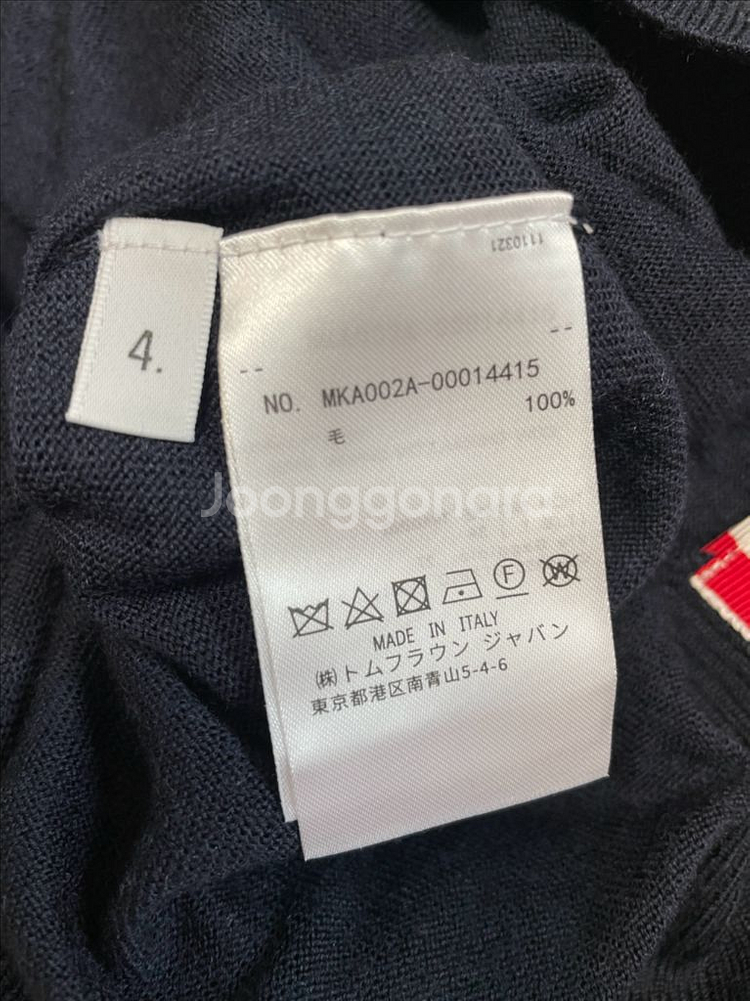 1110321
4.
--
--
NO. MKA002A-00014415
毛 100%
Joonggonara
F W
MADE IN ITALY
㈱トムブラウン ジャパン
東京都港区南青山5-4-6